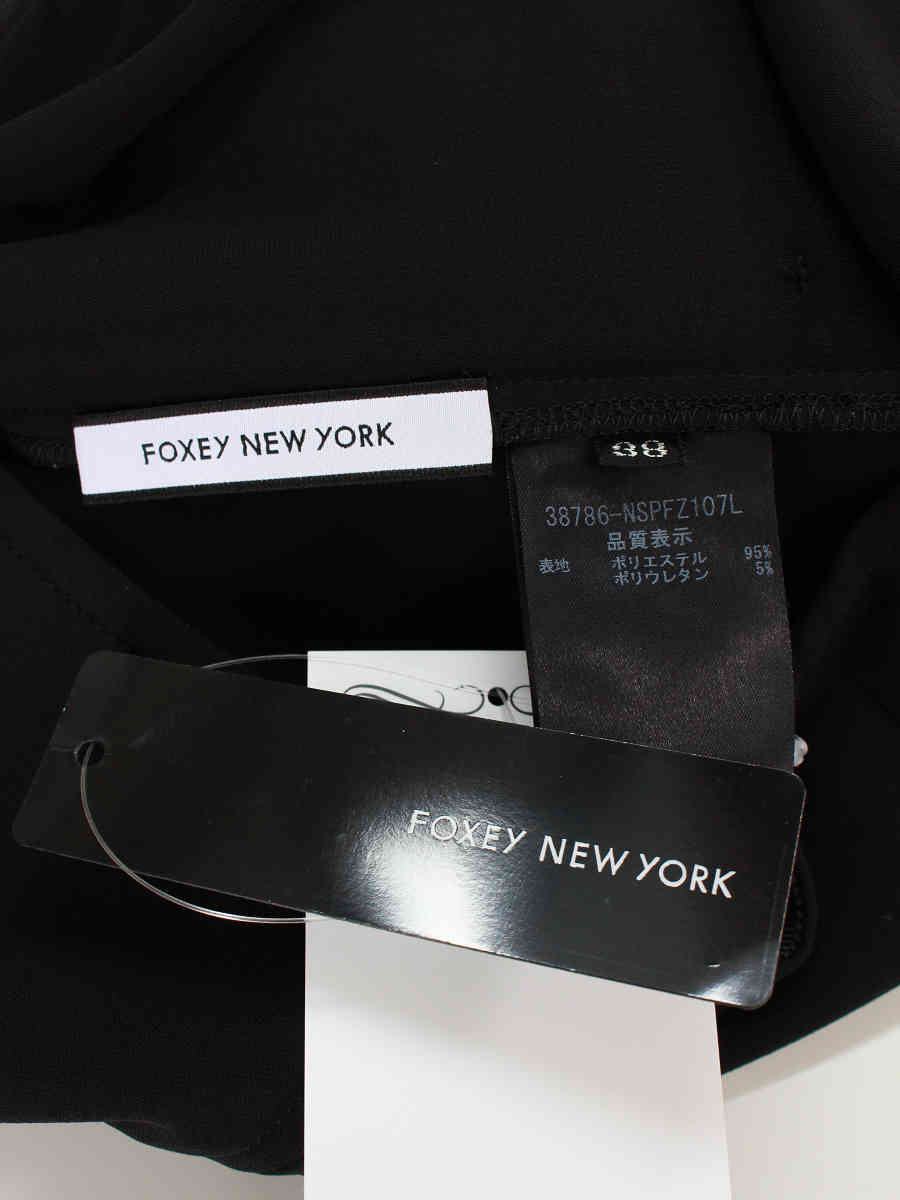 FOXEY NEW YORK
38
38786-NSPFZ107L
品質表示
表地 ポリエステル 95%
ポリウレタン 5%
FOXEY NEW YORK